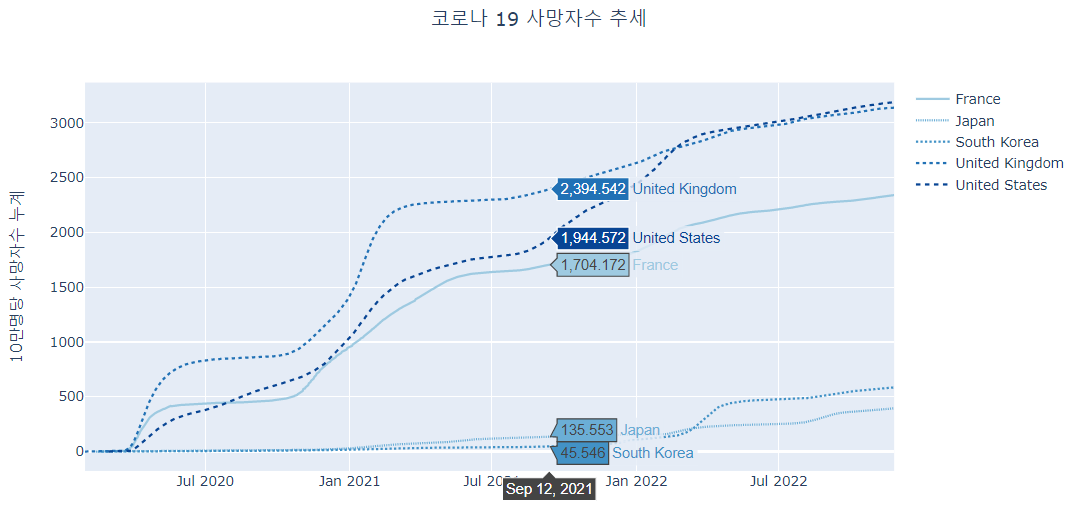 코로나 19 사망자수 추세
France
Japan
South Korea
United Kingdom
United States
10만명당 사망자수 누계
3000
2500
2000
1500
1000
500
0
2,394.542 United Kingdom
1,944.572 United States
1,704.172 France
135.553 Japan
45.546 South Korea
Jul 2020
Jan 2021
Jan 2022
Jul 2022
Sep 12, 2021